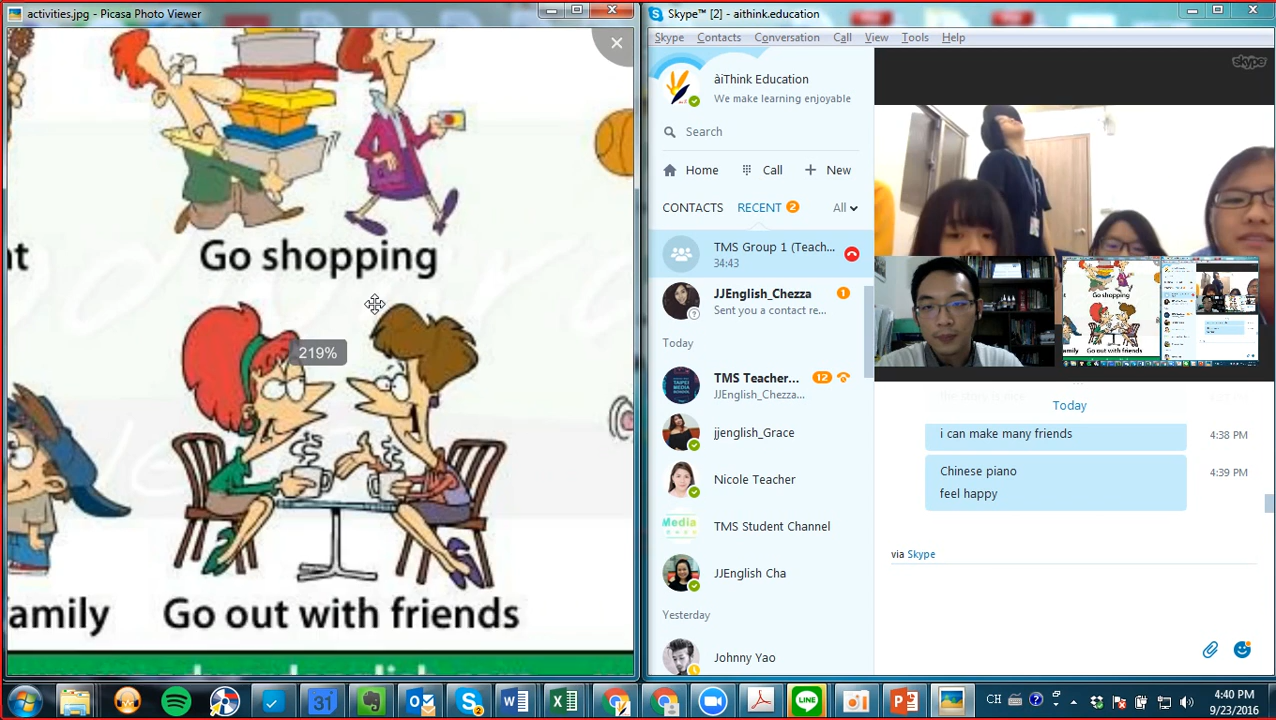 activities.jpg - Picasa Photo Viewer
Go shopping
219%
amily
Go out with friends
Skype™ [2] - aithink.education
Skype Contacts Conversation Call View Tools Help
àiThink Education
We make learning enjoyable
Search
Home Call New
CONTACTS RECENT 2 All
TMS Group 1 (Teach...
34:43
JJEnglish_Chezza 1
Sent you a contact re...
Today
TMS Teacher... 12
JJEnglish_Chezza...
jjenglish_Grace
Nicole Teacher
TMS Student Channel
JJEnglish Cha
Yesterday
Johnny Yao
skype
Go shopping
amily Go out with friends
Today
i can make many friends 4:38 PM
Chinese piano 4:39 PM
feel happy
via Skype
CH
4:40 PM
9/23/2016